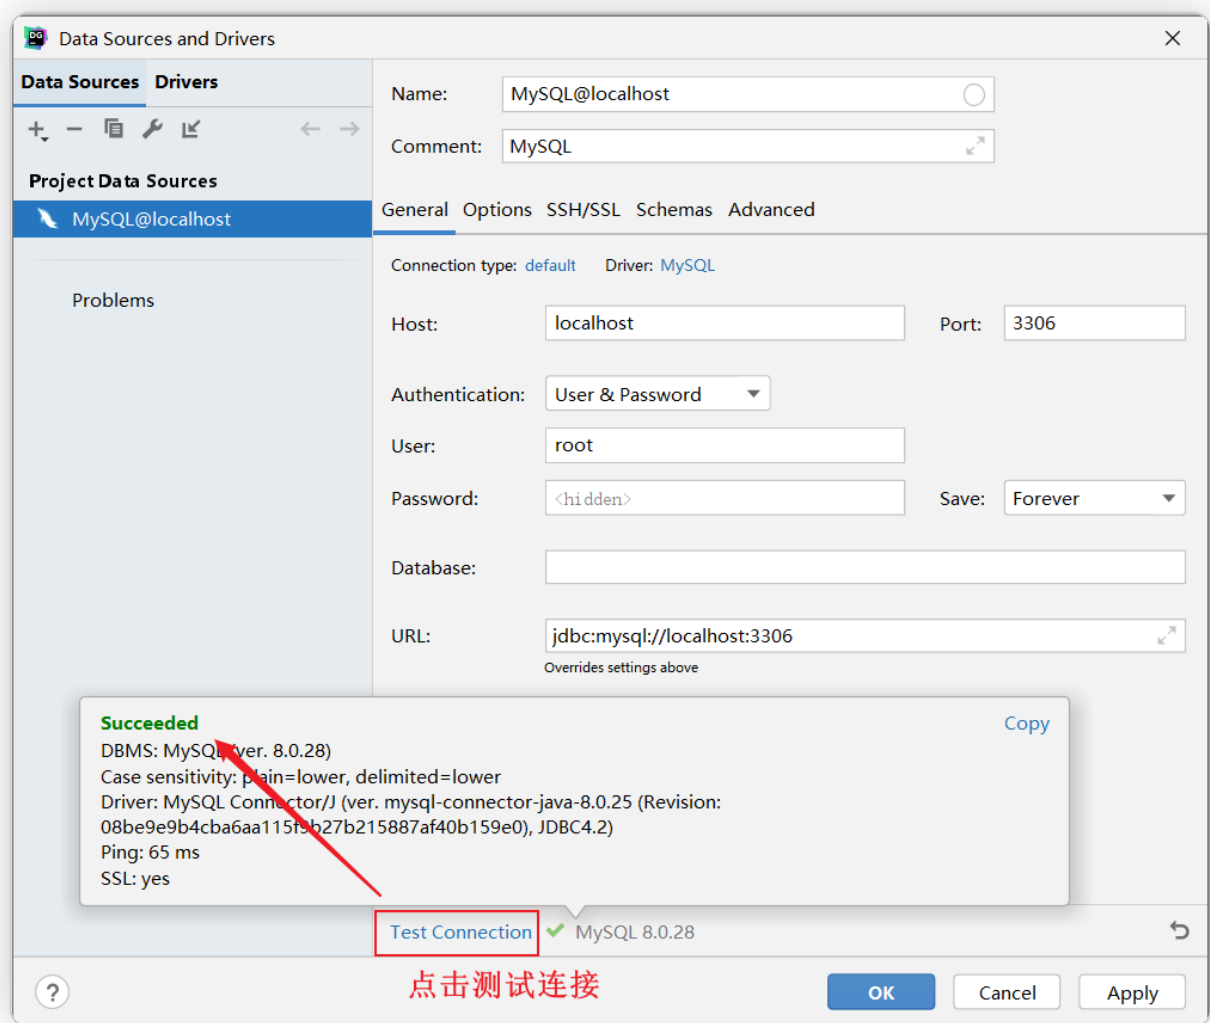 DG
Data Sources and Drivers
Data Sources Drivers
Name: MySQL@localhost
Comment: MySQL
Project Data Sources
MySQL@localhost
General Options SSH/SSL Schemas Advanced
Connection type: default Driver: MySQL
Problems
Host: localhost Port: 3306
Authentication: User & Password
User: root
Password: <hidden> Save: Forever
Database:
URL: jdbc:mysql://localhost:3306
Overrides settings above
Succeeded Copy
DBMS: MySQL (ver. 8.0.28)
Case sensitivity: plain=lower, delimited=lower
Driver: MySQL Connector/J (ver. mysql-connector-java-8.0.25 (Revision:
08be9e9b4cba6aa115f9b27b215887af40b159e0), JDBC4.2)
Ping: 65 ms
SSL: yes
Test Connection MySQL 8.0.28
点击测试连接
? OK Cancel Apply